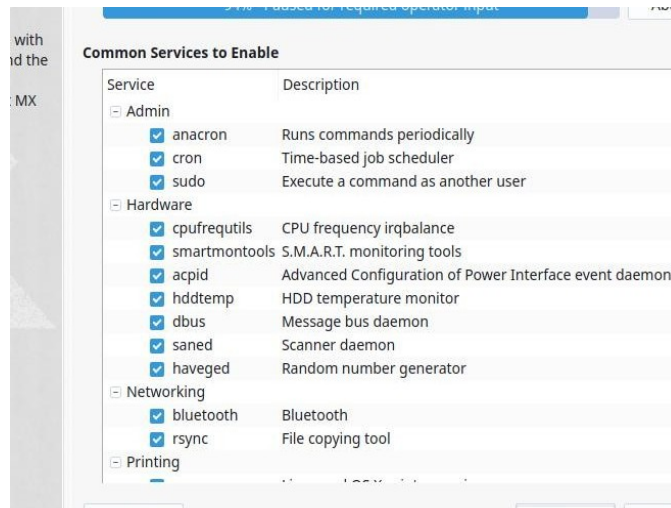 with
nd the
MX
Common Services to Enable
Service Description
Admin
anacron Runs commands periodically
cron Time-based job scheduler
sudo Execute a command as another user
Hardware
cpufrequtils CPU frequency irqbalance
smartmontools S.M.A.R.T. monitoring tools
acpid Advanced Configuration of Power Interface event daemon
hddtemp HDD temperature monitor
dbus Message bus daemon
saned Scanner daemon
haveged Random number generator
Networking
bluetooth Bluetooth
rsync File copying tool
Printing